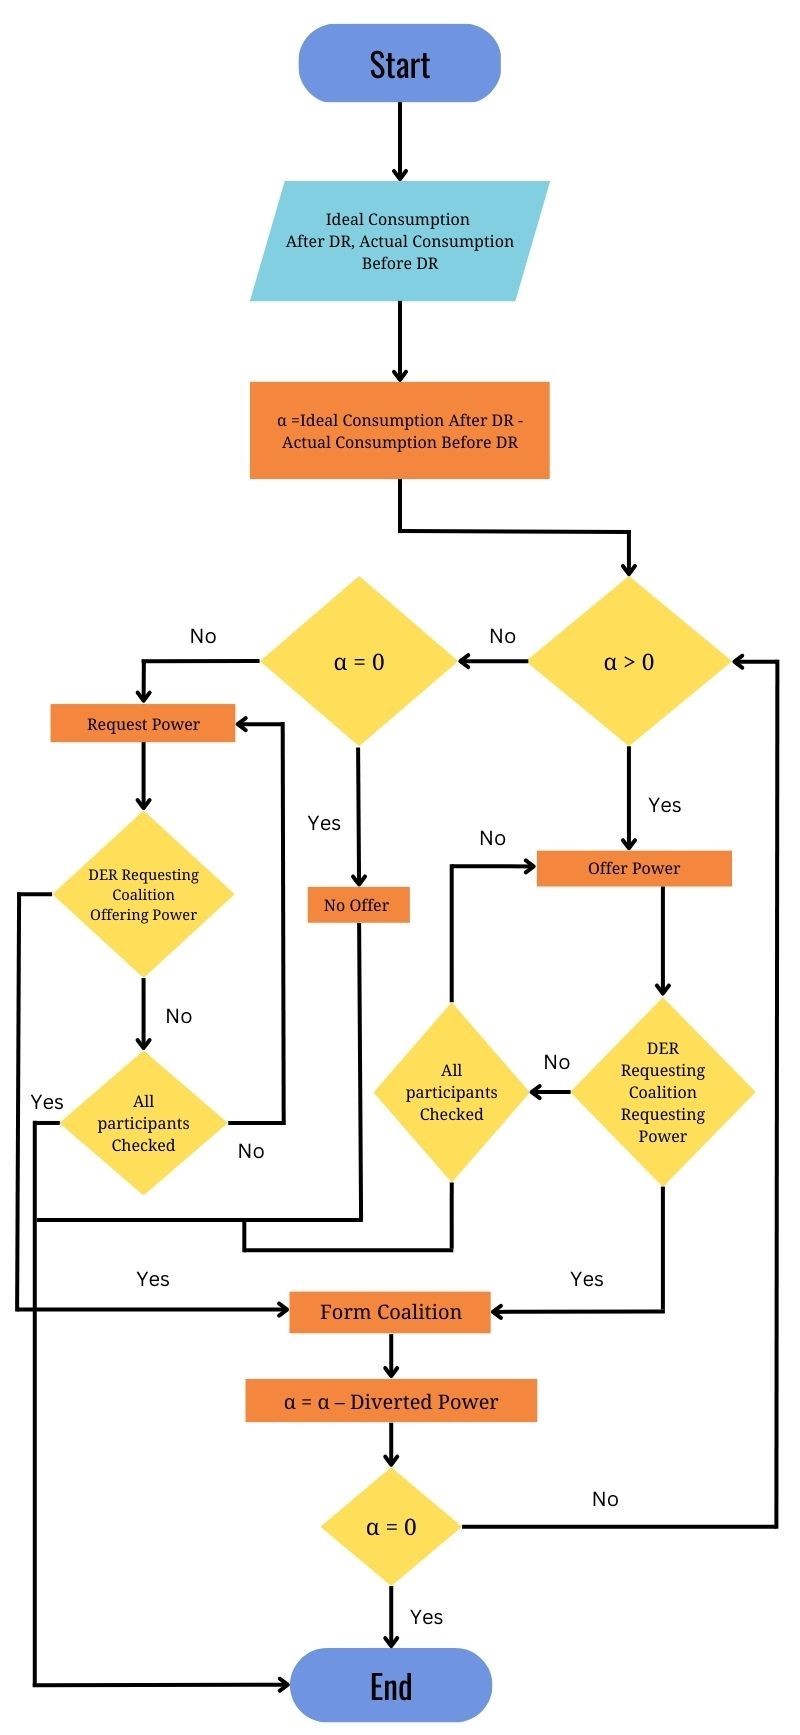 Start
Ideal Consumption
After DR, Actual Consumption
Before DR
α =Ideal Consumption After DR -
Actual Consumption Before DR
No
No
α = 0
α > 0
Request Power
Yes
Yes
No
Offer Power
DER Requesting
Coalition
Offering Power
No Offer
No
DER
Requesting
Coalition
Requesting
Power
No
All
participants
Checked
Yes
All
participants
Checked
No
Yes
Yes
Form Coalition
α = α – Diverted Power
No
α = 0
Yes
End